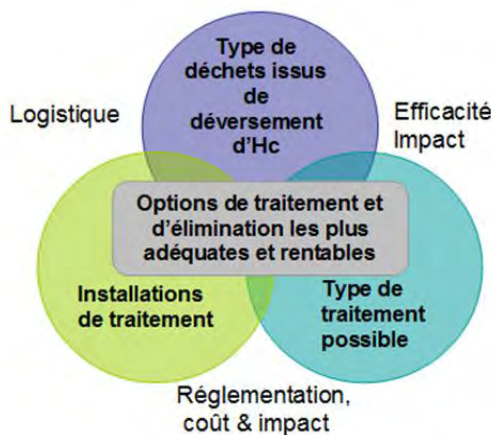 Type de
déchets issus
de
déversement
d'Hc
Logistique
Efficacité
Impact
Options de traitement et
d'élimination les plus
adéquates et rentables
Installations
de traitement
Type de
traitement
possible
Réglementation,
coût & impact